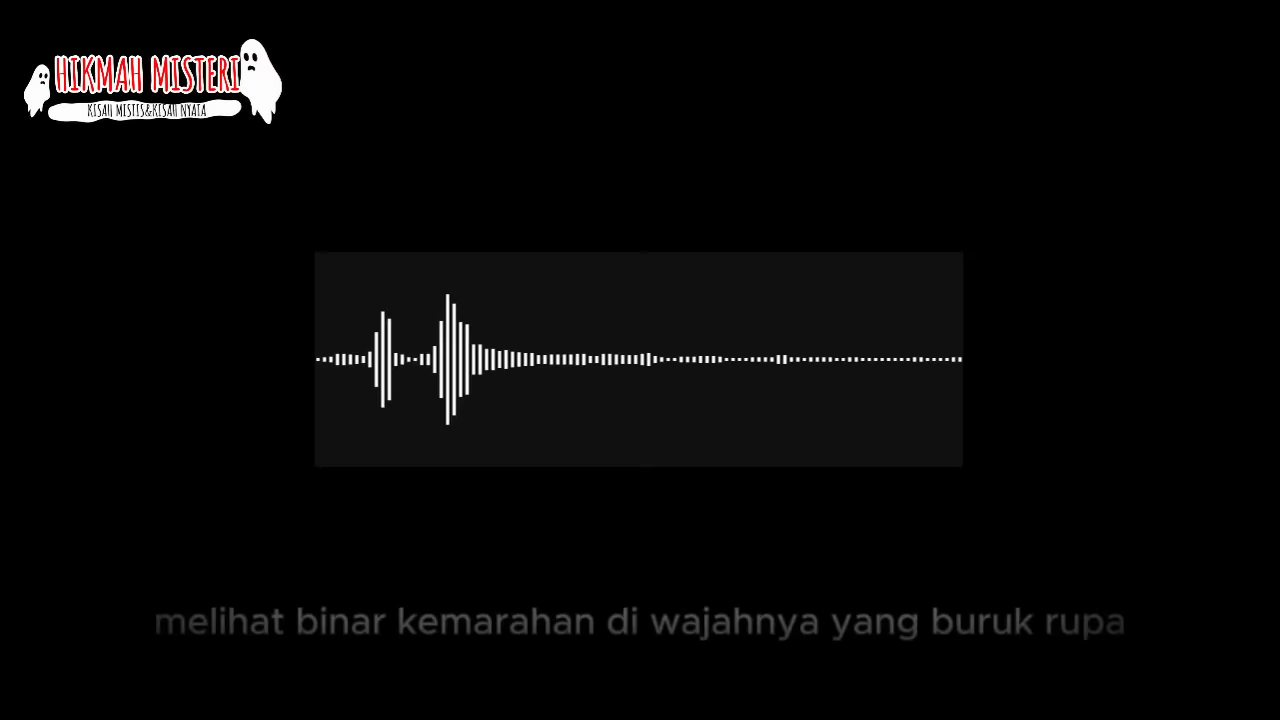 HIKMAH MISTERI
KISAH MISTIS&KISAH NYATA
melihat binar kemarahan di wajahnya yang buruk rupa